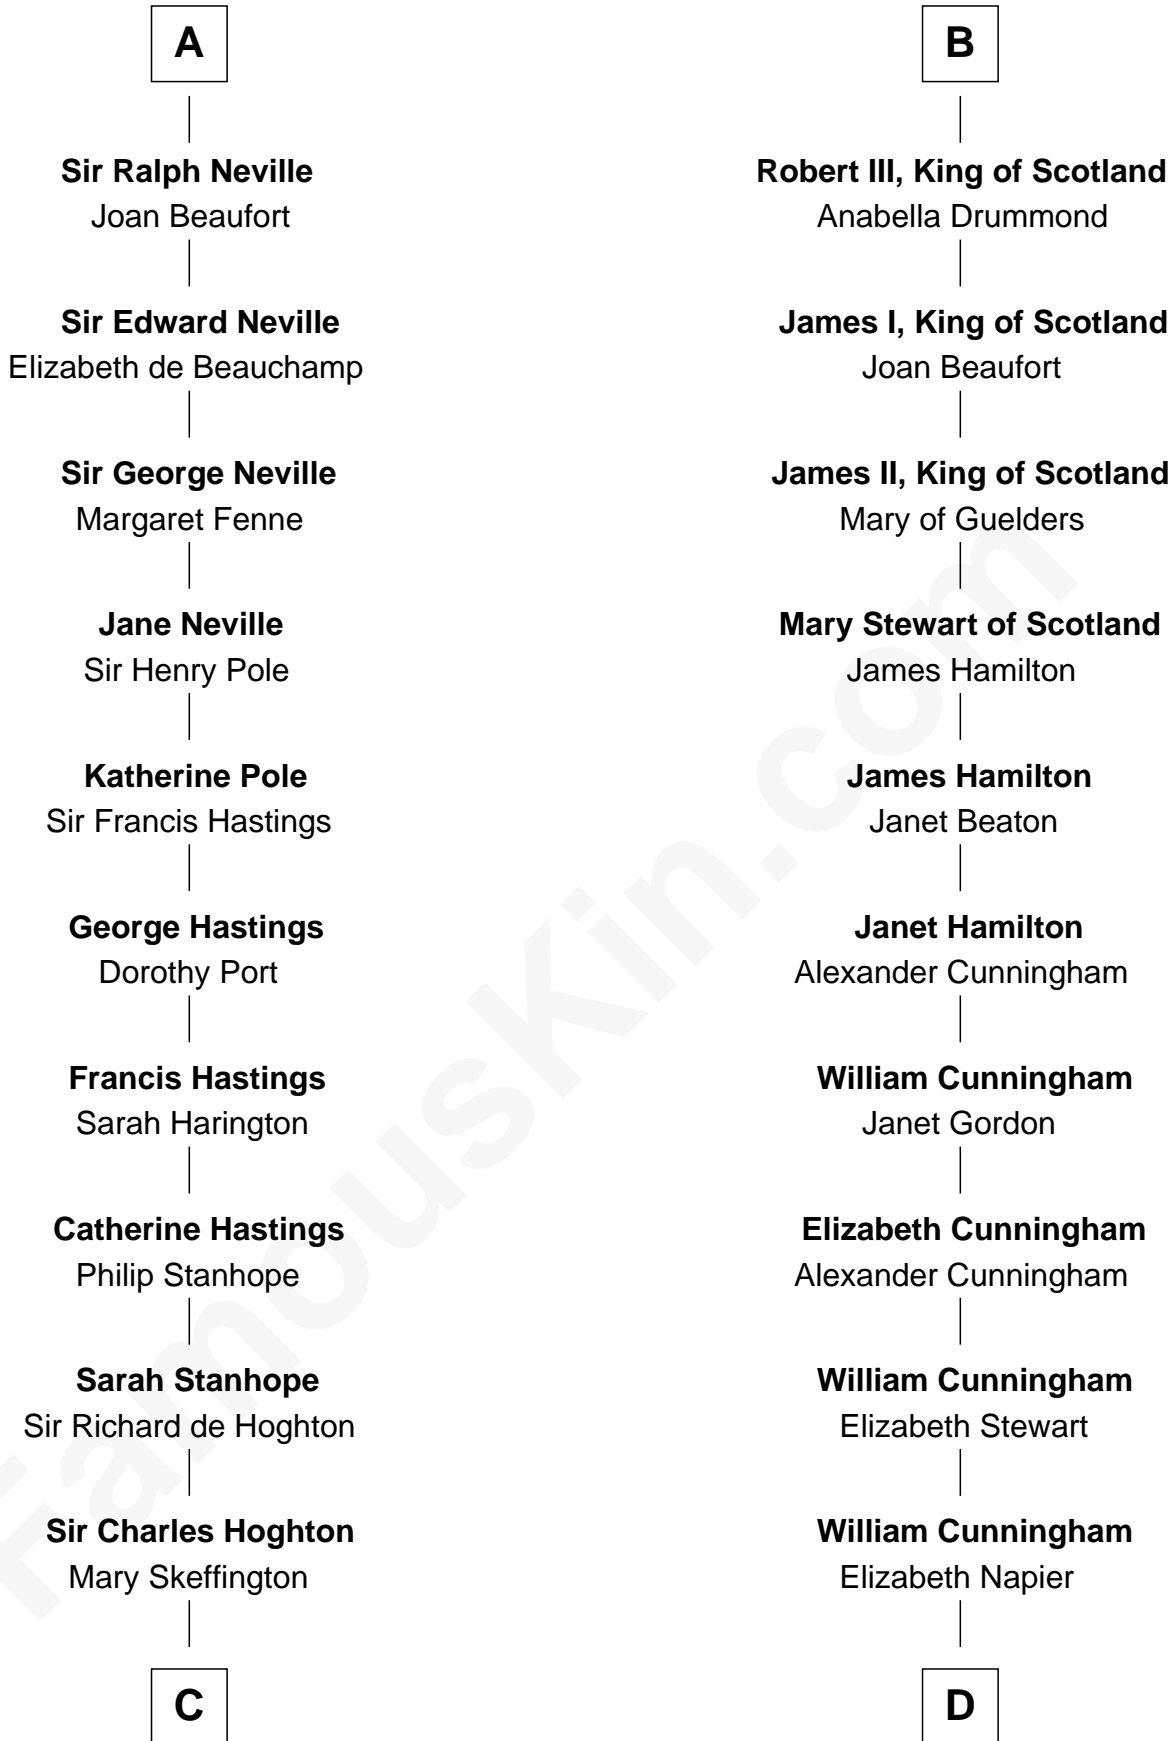 A
Sir Ralph Neville
Joan Beaufort
Sir Edward Neville
Elizabeth de Beauchamp
Sir George Neville
Margaret Fenne
Jane Neville
Sir Henry Pole
Katherine Pole
Sir Francis Hastings
George Hastings
Dorothy Port
Francis Hastings
Sarah Harington
Catherine Hastings
Philip Stanhope
Sarah Stanhope
Sir Richard de Hoghton
Sir Charles Hoghton
Mary Skeffington
C
B
Robert III, King of Scotland
Anabella Drummond
James I, King of Scotland
Joan Beaufort
James II, King of Scotland
Mary of Guelders
Mary Stewart of Scotland
James Hamilton
James Hamilton
Janet Beaton
Janet Hamilton
Alexander Cunningham
William Cunningham
Janet Gordon
Elizabeth Cunningham
Alexander Cunningham
William Cunningham
Elizabeth Stewart
William Cunningham
Elizabeth Napier
D
FamousKin.com